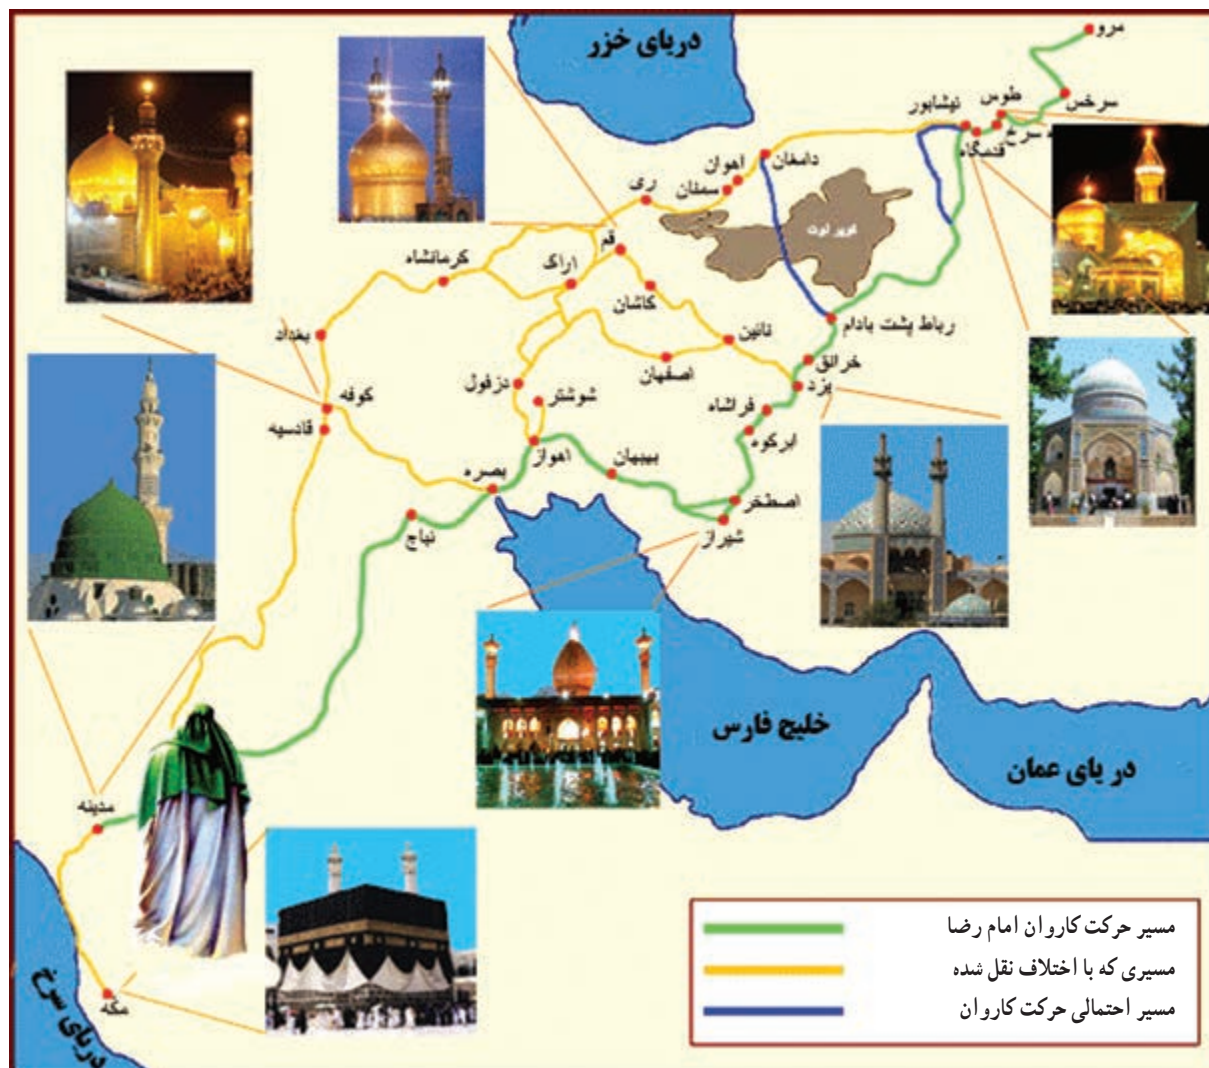 دریای خزر
مرو
سرخس
طوس
نیشابور
ه سرخ
قدمگاه
دامغان
اهوان
سمنان
ری
کویر لوت
قم
اراک
کرمانشاه
کاشان
نائین
رباط پشت بادام
بغداد
خرانق
اصفهان
یزد
دزفول
شوشتر
کوفه
فراشاه
قادسیه
ابرکوه
اهواز
بهبهان
بصره
اصطخر
نباج
شیراز
خلیج فارس
در یای عمان
مدینه
مکه
دریای سرخ
مسیر حرکت کاروان امام رضا
مسیری که با اختلاف نقل شده
مسیر احتمالی حرکت کاروان